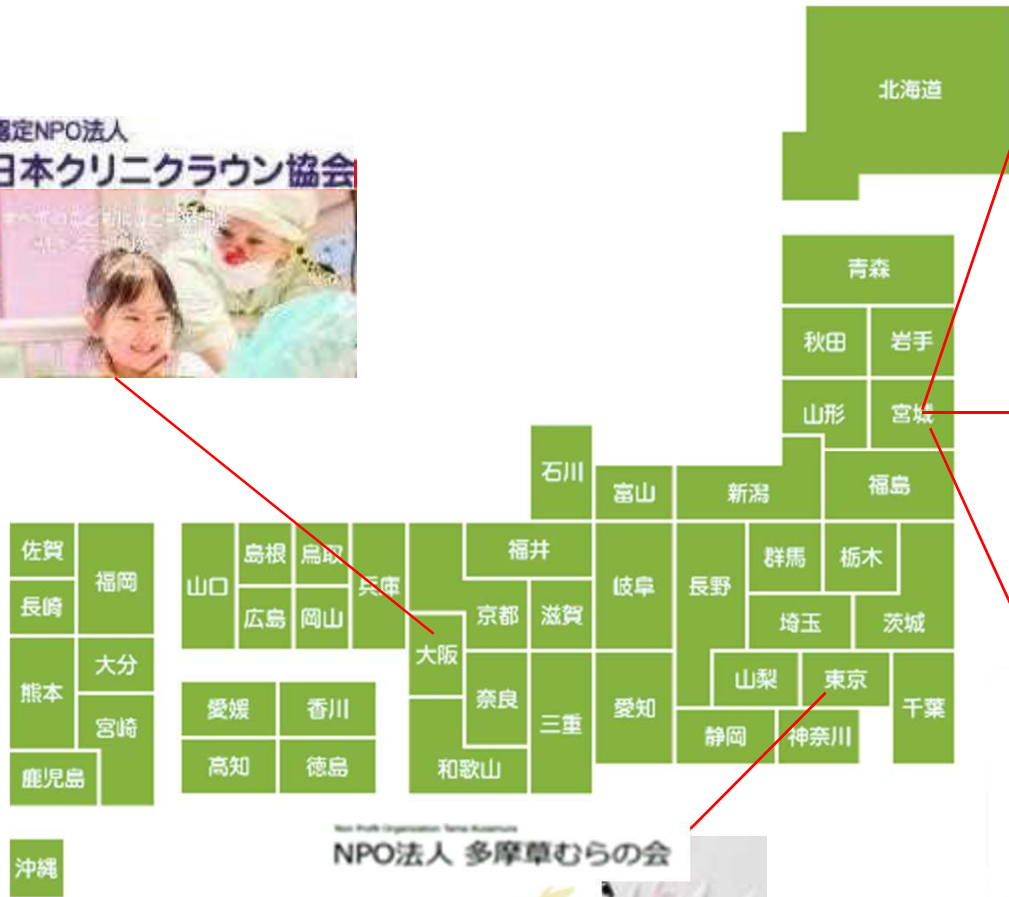 北海道
認定NPO法人
日本クリニクラウン協会
青森
秋田
岩手
山形
宮城
石川
富山
新潟
福島
佐賀
福岡
山口
島根
鳥取
兵庫
福井
岐阜
長野
群馬
栃木
長崎
広島
岡山
京都
滋賀
埼玉
茨城
熊本
大分
大阪
奈良
三重
愛知
山梨
東京
千葉
宮崎
愛媛
香川
静岡
神奈川
鹿児島
高知
徳島
和歌山
Non Profit Organization Tama Kusamura
NPO法人 多摩草むらの会
沖縄